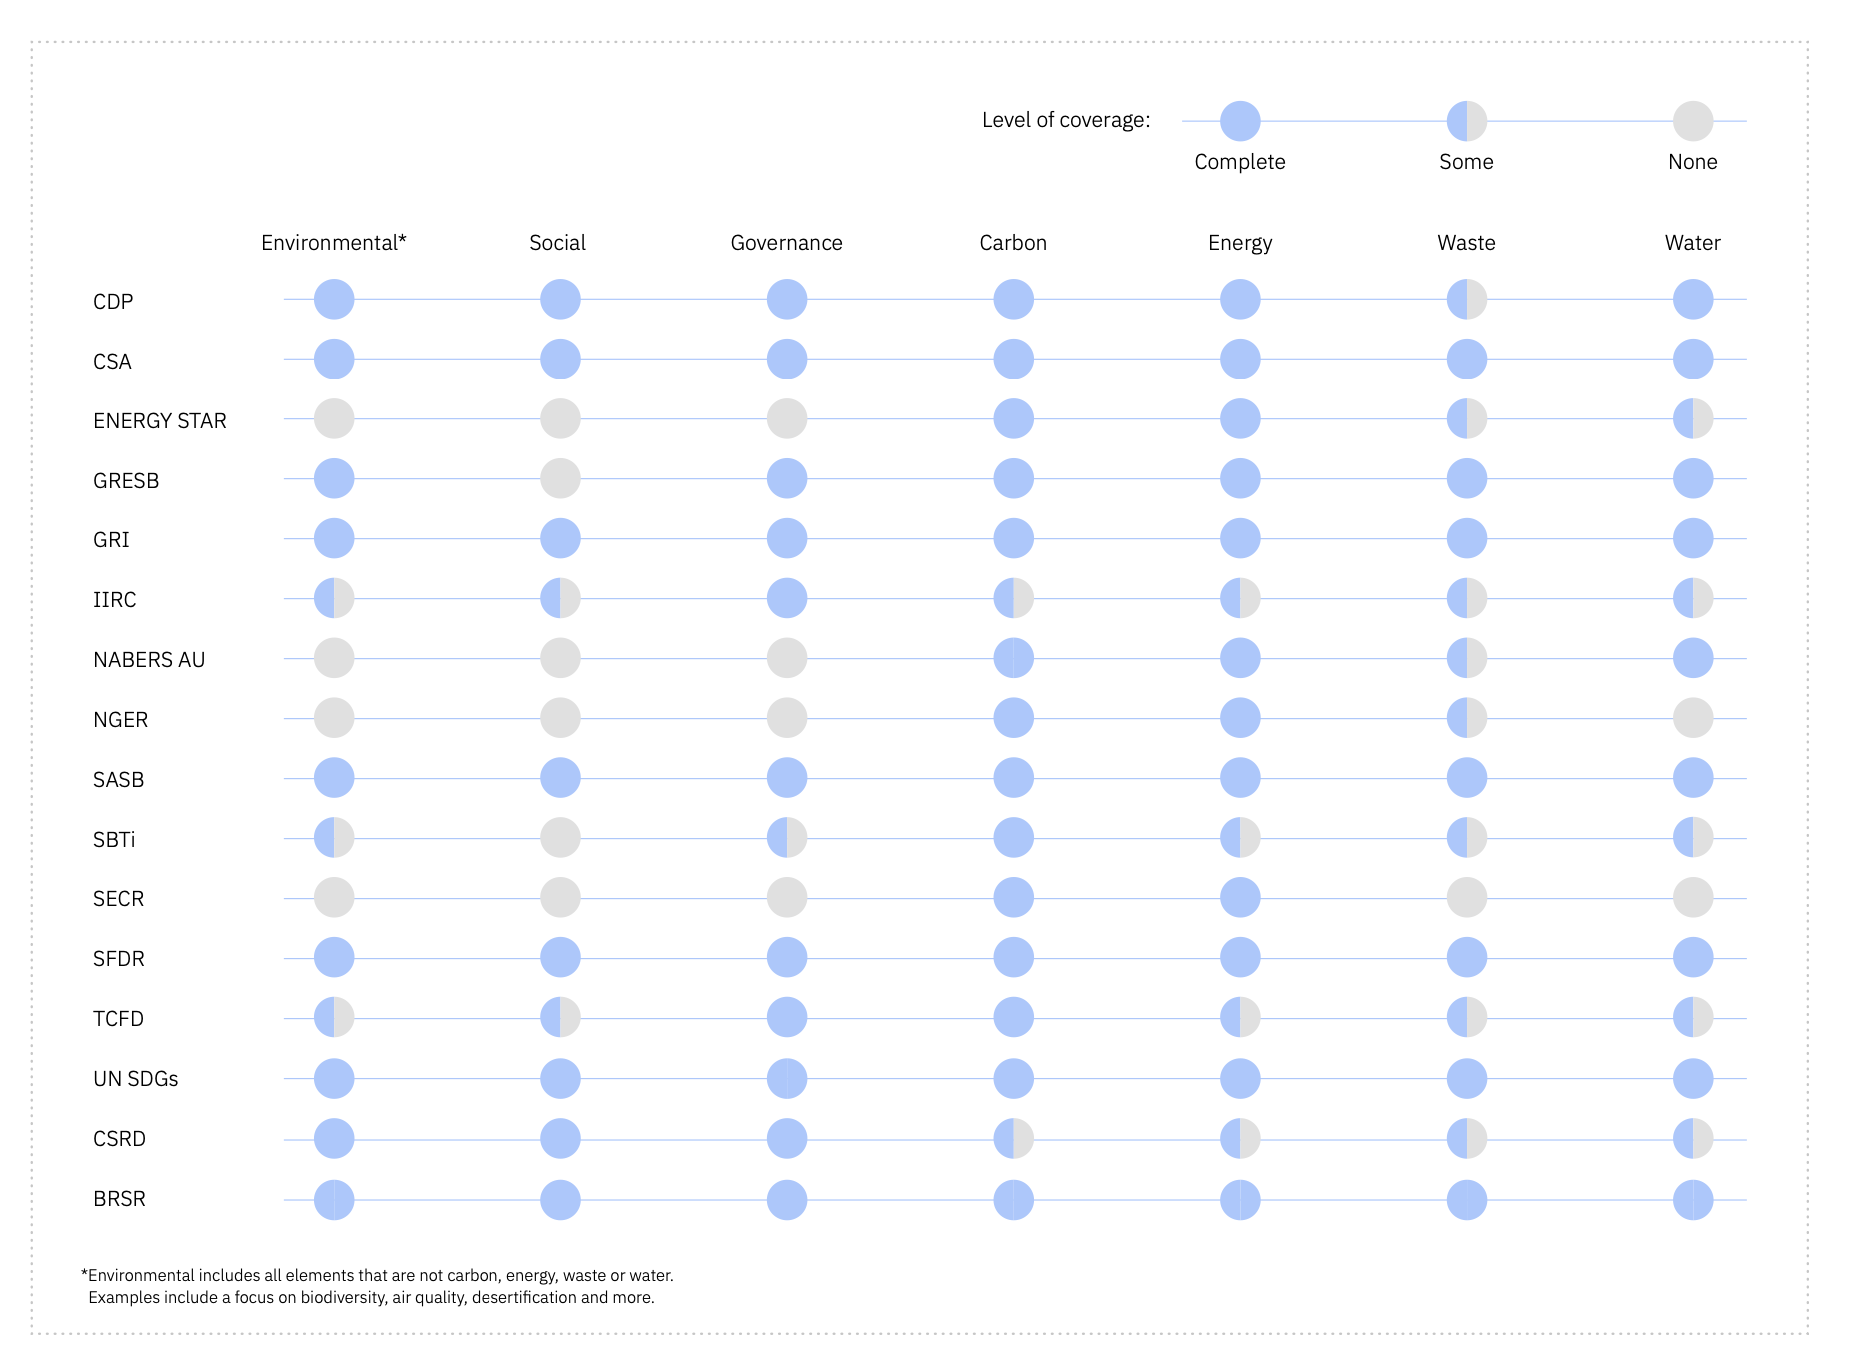 Level of coverage:
Complete Some None
Environmental* Social Governance Carbon Energy Waste Water
CDP
CSA
ENERGY STAR
GRESB
GRI
IIRC
NABERS AU
NGER
SASB
SBTi
SECR
SFDR
TCFD
UN SDGs
CSRD
BRSR
*Environmental includes all elements that are not carbon, energy, waste or water.
Examples include a focus on biodiversity, air quality, desertification and more.